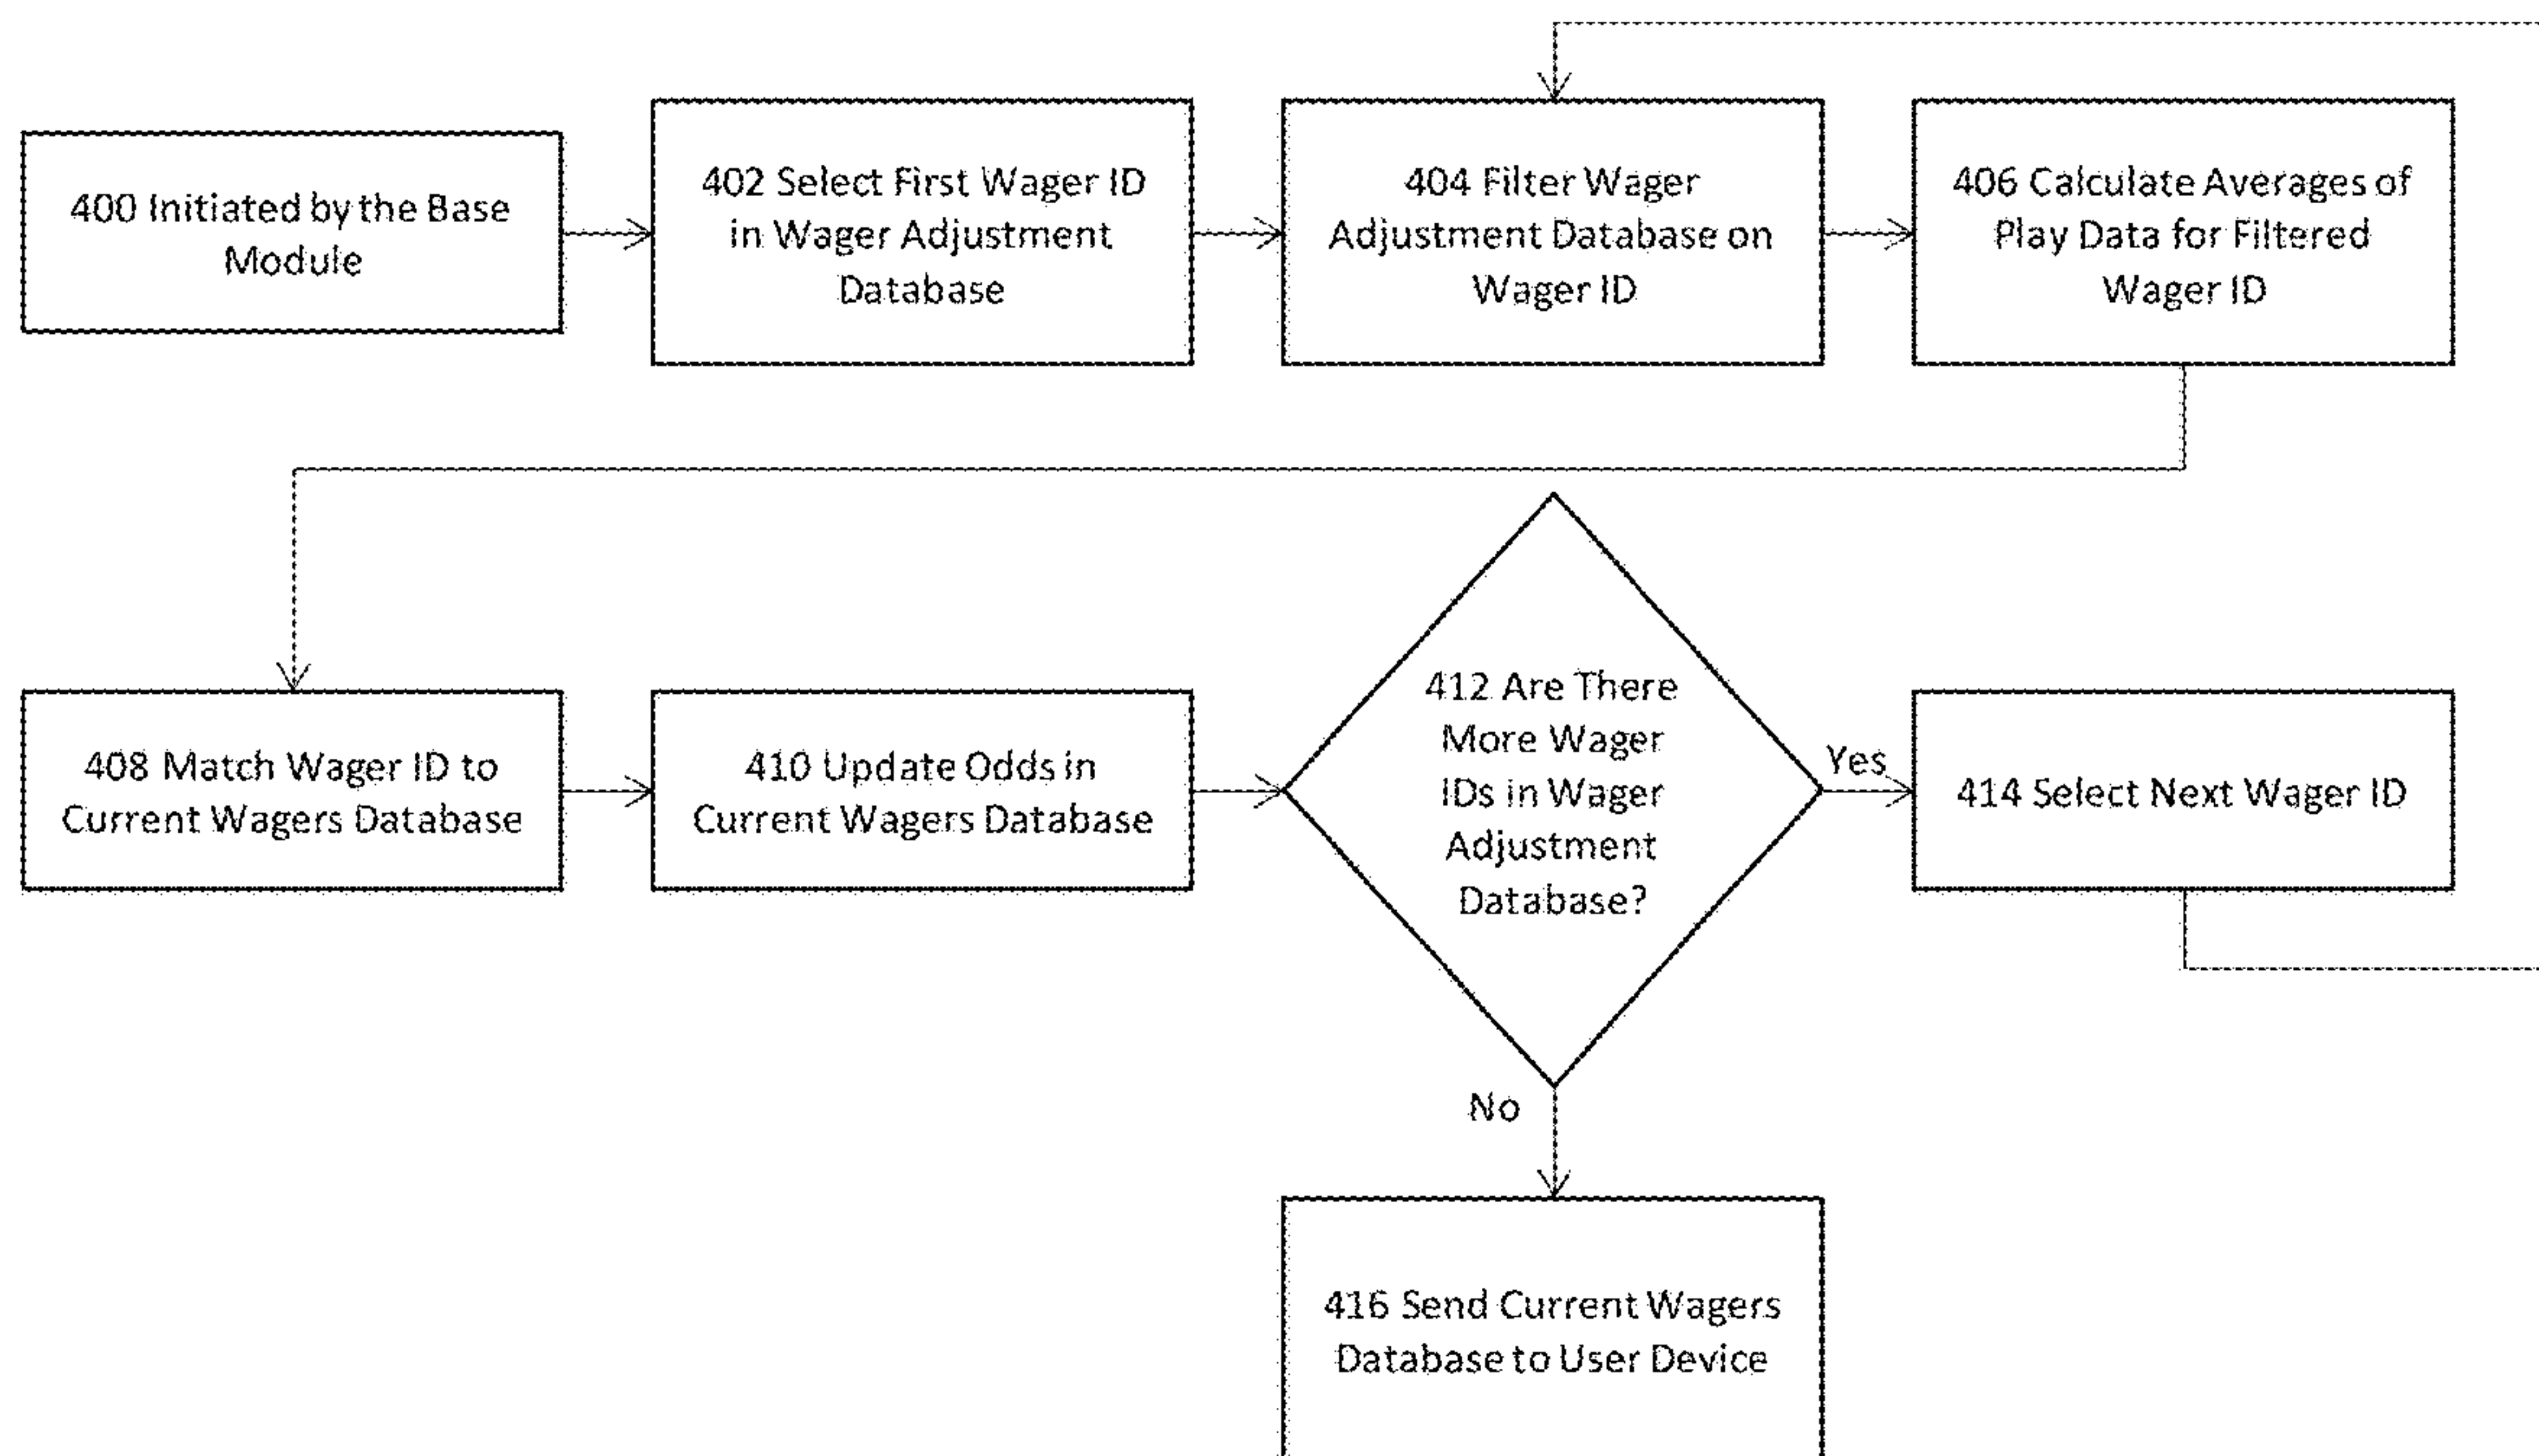 400 Initiated by the Base
Module
402 Select First Wager ID
in Wager Adjustment
Database
404 Filter Wager
Adjustment Database on
Wager ID
406 Calculate Averages of
Play Data for Filtered
Wager ID
408 Match Wager ID to
Current Wagers Database
410 Update Odds in
Current Wagers Database
412 Are There
More Wager
IDs in Wager
Adjustment
Database?
Yes
414 Select Next Wager ID
No
416 Send Current Wagers
Database to User Device